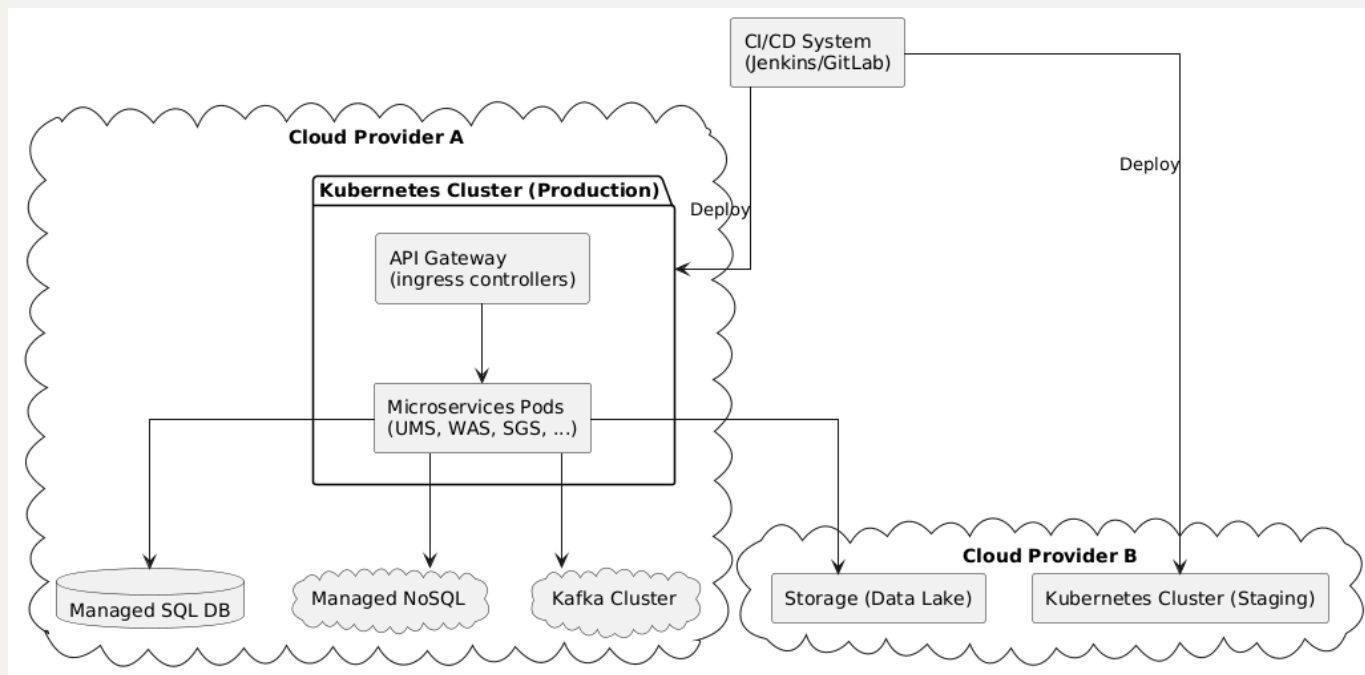 CI/CD System
(Jenkins/GitLab)
Cloud Provider A
Deploy
Kubernetes Cluster (Production)
Deploy
API Gateway
(ingress controllers)
Microservices Pods
(UMS, WAS, SGS, ...)
Cloud Provider B
Managed SQL DB
Managed NoSQL
Kafka Cluster
Storage (Data Lake)
Kubernetes Cluster (Staging)